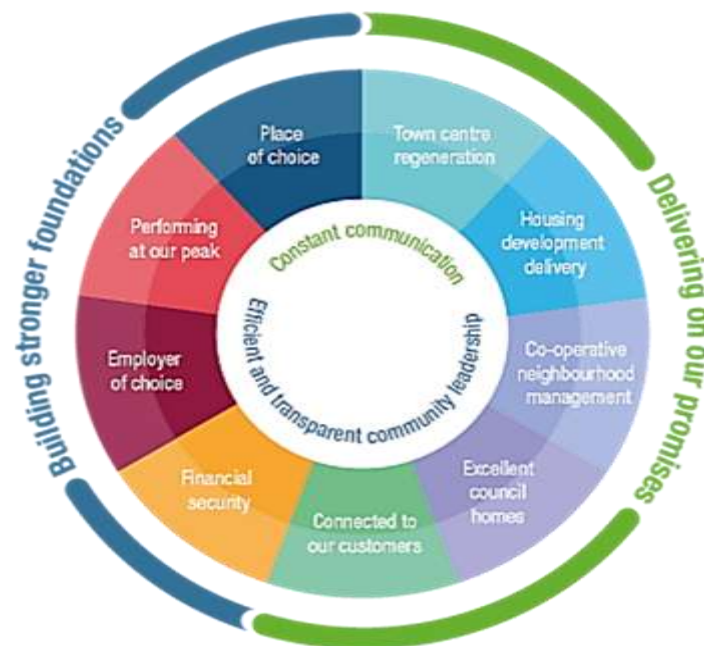 Building stronger foundations
Delivering on our promises
Place
of choice
Town centre
regeneration
Housing
development
delivery
Co-operative
neighbourhood
management
Excellent
council
homes
Connected to
our customers
Financial
security
Employer
of choice
Performing
at our peak
Constant communication
Efficient and transparent community leadership